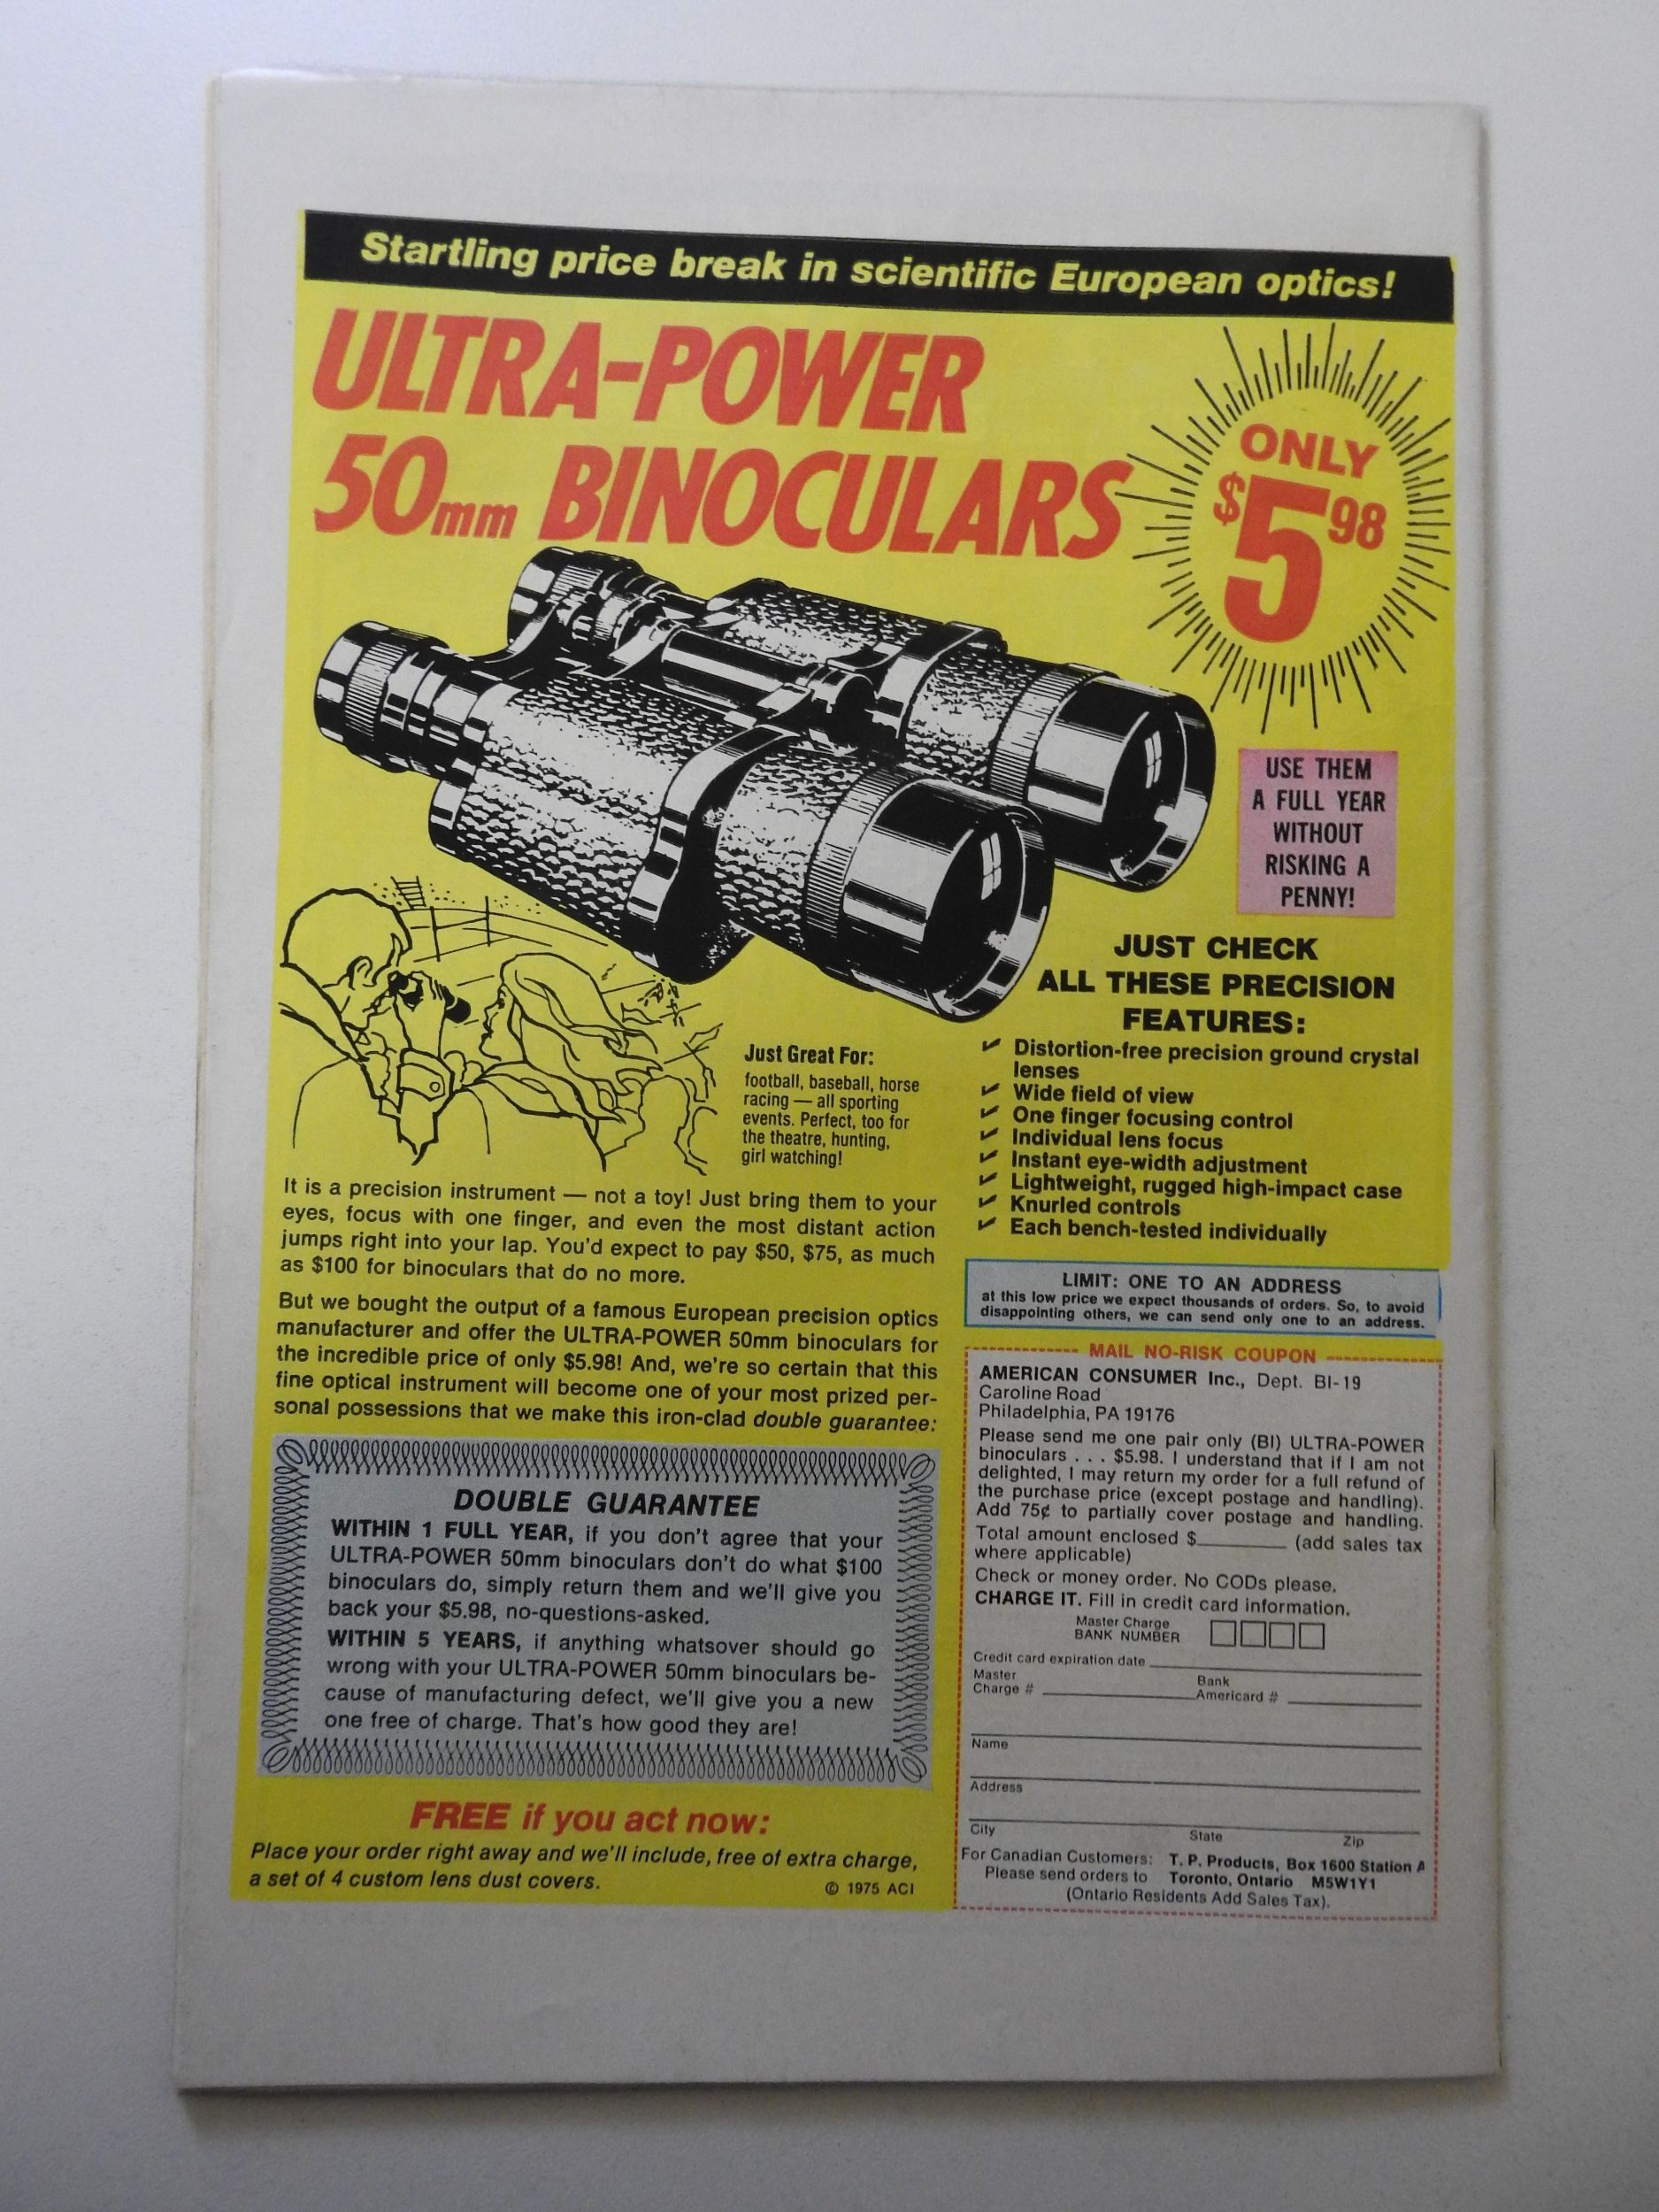 Startling price break in scientific European optics!
ULTRA-POWER
50mm BINOCULARS
ONLY
$5 98
USE THEM
A FULL YEAR
WITHOUT
RISKING A
PENNY!
JUST CHECK
ALL THESE PRECISION
FEATURES:
✔ Distortion-free precision ground crystal
lenses
✔ Wide field of view
✔ One finger focusing control
✔ Individual lens focus
✔ Instant eye-width adjustment
✔ Lightweight, rugged high-impact case
✔ Knurled controls
✔ Each bench-tested individually
Just Great For:
football, baseball, horse
racing — all sporting
events. Perfect, too for
the theatre, hunting,
girl watching!
It is a precision instrument — not a toy! Just bring them to your
eyes, focus with one finger, and even the most distant action
jumps right into your lap. You'd expect to pay $50, $75, as much
as $100 for binoculars that do no more.
But we bought the output of a famous European precision optics
manufacturer and offer the ULTRA-POWER 50mm binoculars for
the incredible price of only $5.98! And, we're so certain that this
fine optical instrument will become one of your most prized per-
sonal possessions that we make this iron-clad double guarantee:
DOUBLE GUARANTEE
WITHIN 1 FULL YEAR, if you don't agree that your
ULTRA-POWER 50mm binoculars don't do what $100
binoculars do, simply return them and we'll give you
back your $5.98, no-questions-asked.
WITHIN 5 YEARS, if anything whatsover should go
wrong with your ULTRA-POWER 50mm binoculars be-
cause of manufacturing defect, we'll give you a new
one free of charge. That's how good they are!
FREE if you act now:
Place your order right away and we'll include, free of extra charge,
a set of 4 custom lens dust covers.
© 1975 ACI
LIMIT: ONE TO AN ADDRESS
at this low price we expect thousands of orders. So, to avoid
disappointing others, we can send only one to an address.
MAIL NO-RISK COUPON
AMERICAN CONSUMER Inc., Dept. BI-19
Caroline Road
Philadelphia, PA 19176
Please send me one pair only (BI) ULTRA-POWER
binoculars . . . $5.98. I understand that if I am not
delighted, I may return my order for a full refund of
the purchase price (except postage and handling).
Add 75¢ to partially cover postage and handling.
Total amount enclosed $________ (add sales tax
where applicable)
Check or money order. No CODs please.
CHARGE IT. Fill in credit card information.
Master Charge
BANK NUMBER
Credit card expiration date
Master
Charge #
Bank
Americard #
Name
Address
City State Zip
For Canadian Customers: T. P. Products, Box 1600 Station A
Please send orders to Toronto, Ontario M5W1Y1
(Ontario Residents Add Sales Tax).